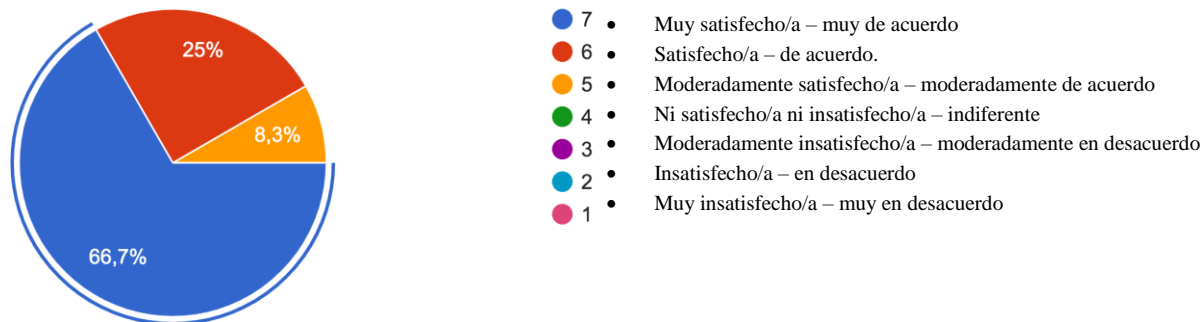 25%
8,3%
66,7%
7 • Muy satisfecho/a – muy de acuerdo
6 • Satisfecho/a – de acuerdo.
5 • Moderadamente satisfecho/a – moderadamente de acuerdo
4 • Ni satisfecho/a ni insatisfecho/a – indiferente
3 • Moderadamente insatisfecho/a – moderadamente en desacuerdo
2 • Insatisfecho/a – en desacuerdo
1 • Muy insatisfecho/a – muy en desacuerdo